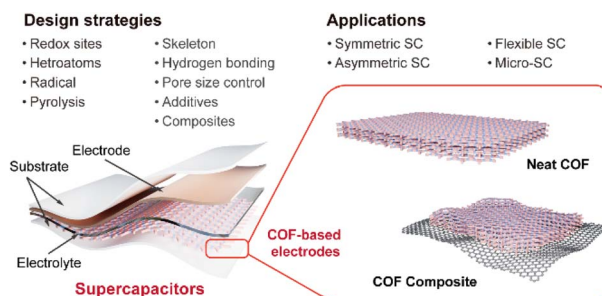 Design strategies
• Redox sites
• Hetroatoms
• Radical
• Pyrolysis
• Skeleton
• Hydrogen bonding
• Pore size control
• Additives
• Composites
Applications
• Symmetric SC
• Asymmetric SC
• Flexible SC
• Micro-SC
Electrode
Substrate
Electrolyte
Supercapacitors
COF-based
electrodes
Neat COF
COF Composite